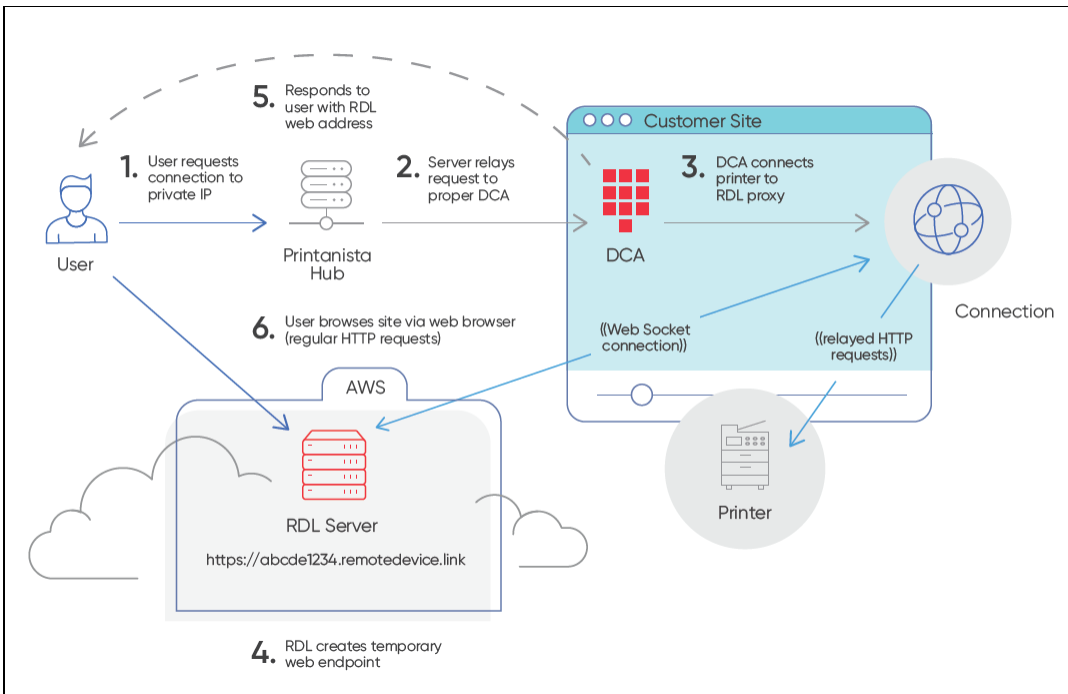 5. Responds to
user with RDL
web address
Customer Site
1. User requests
connection to
private IP
2. Server relays
request to
proper DCA
3. DCA connects
printer to
RDL proxy
User
Printanista
Hub
DCA
Connection
6. User browses site via web browser
(regular HTTP requests)
((Web Socket
connection))
((relayed HTTP
requests))
AWS
RDL Server
https://abcde1234.remotedevice.link
Printer
4. RDL creates temporary
web endpoint